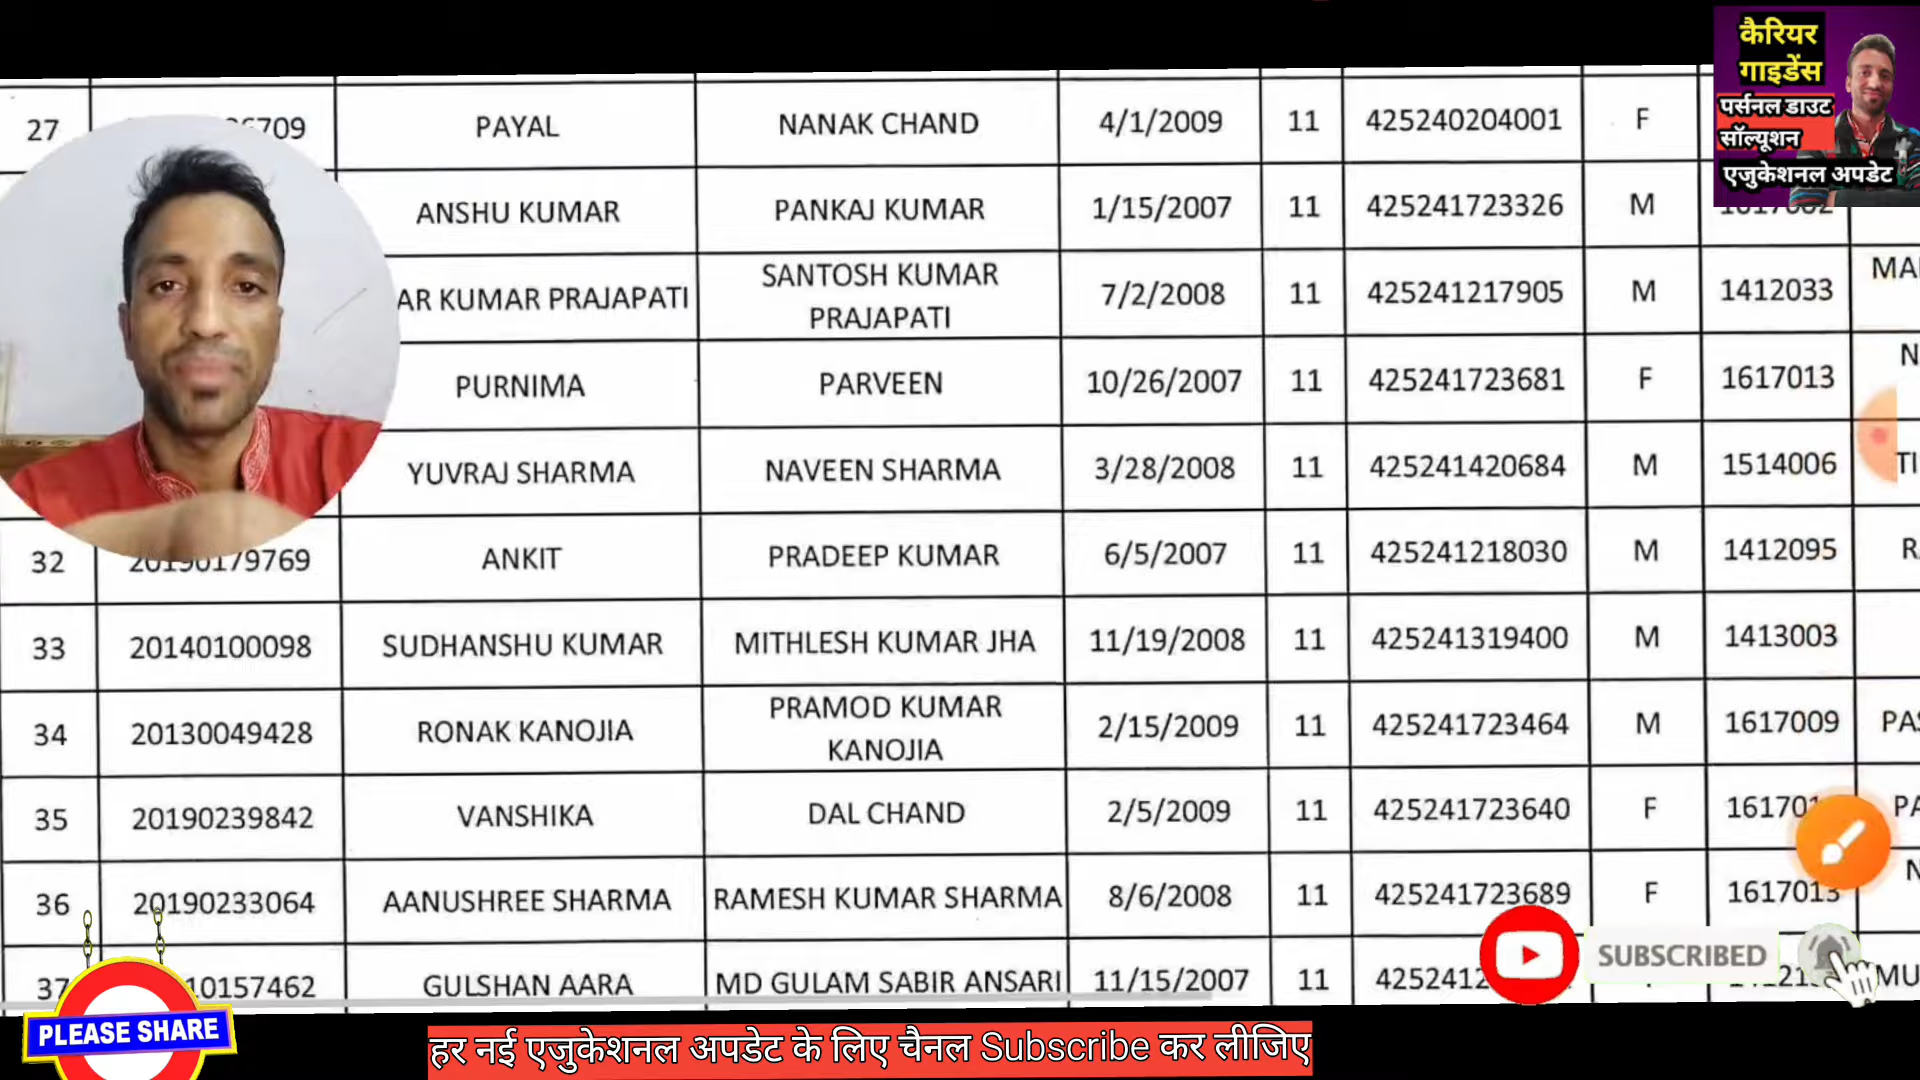 कैरियर
गाइडेंस
पर्सनल डाउट
सॉल्यूशन
एजुकेशनल अपडेट
27 PAYAL NANAK CHAND 4/1/2009 11 425240204001 F
ANSHU KUMAR PANKAJ KUMAR 1/15/2007 11 425241723326 M
AR KUMAR PRAJAPATI SANTOSH KUMAR PRAJAPATI 7/2/2008 11 425241217905 M 1412033
PURNIMA PARVEEN 10/26/2007 11 425241723681 F 1617013
YUVRAJ SHARMA NAVEEN SHARMA 3/28/2008 11 425241420684 M 1514006
32 20190179769 ANKIT PRADEEP KUMAR 6/5/2007 11 425241218030 M 1412095
33 20140100098 SUDHANSHU KUMAR MITHLESH KUMAR JHA 11/19/2008 11 425241319400 M 1413003
34 20130049428 RONAK KANOJIA PRAMOD KUMAR KANOJIA 2/15/2009 11 425241723464 M 1617009
35 20190239842 VANSHIKA DAL CHAND 2/5/2009 11 425241723640 F
36 20190233064 AANUSHREE SHARMA RAMESH KUMAR SHARMA 8/6/2008 11 425241723689 F 1617013
37 GULSHAN AARA MD GULAM SABIR ANSARI 11/15/2007 11
SUBSCRIBED
PLEASE SHARE
हर नई एजुकेशनल अपडेट के लिए चैनल Subscribe कर लीजिए